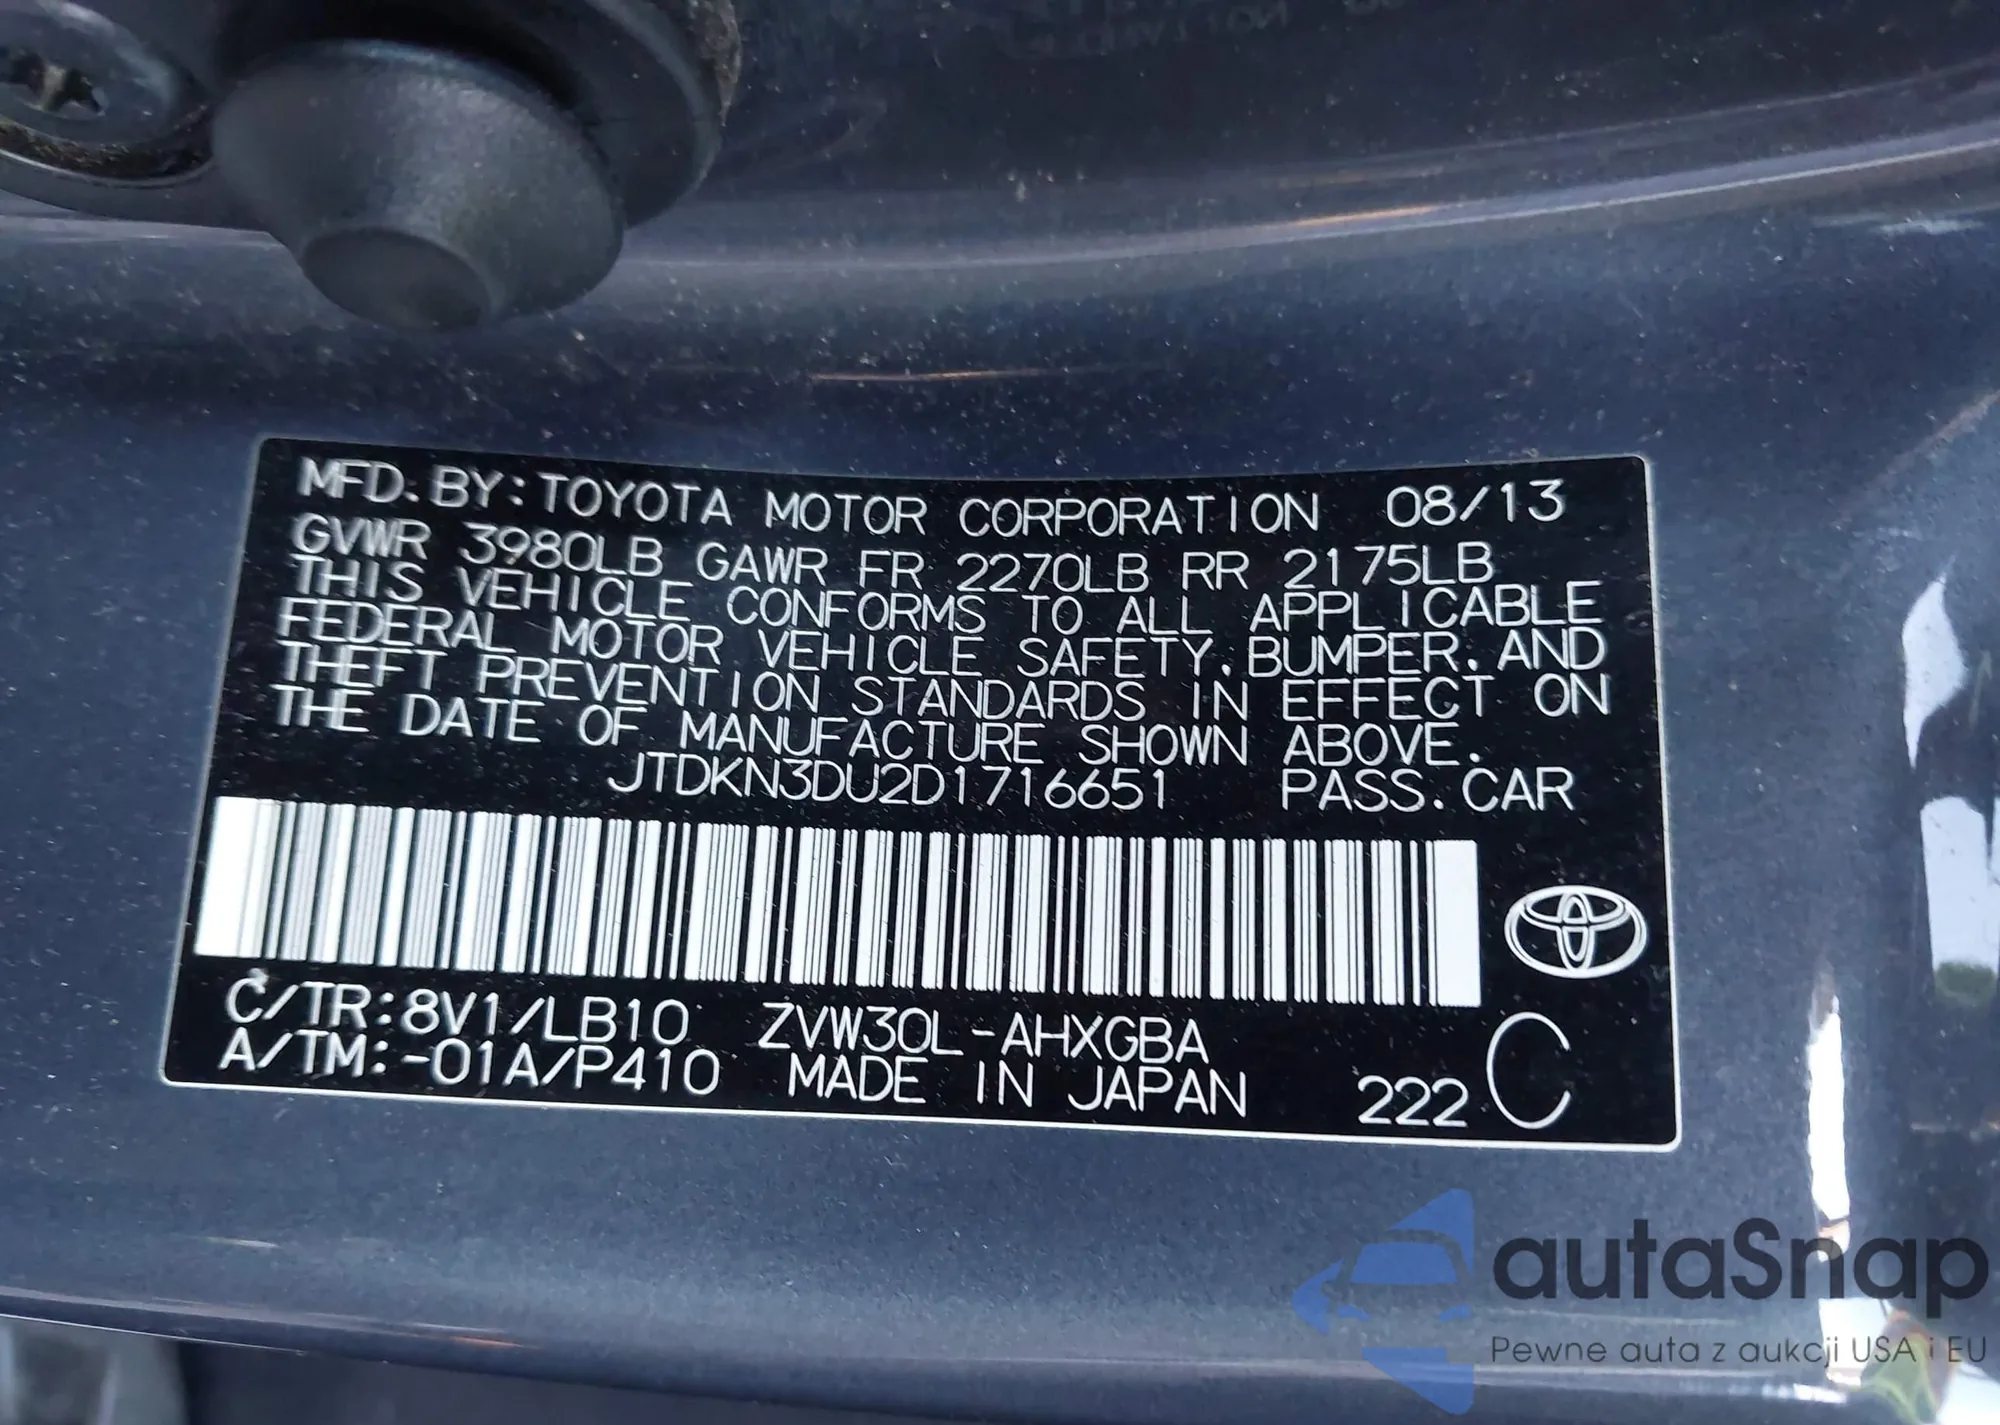 MFD. BY: TOYOTA MOTOR CORPORATION 08/13
GVWR 3980LB GAWR FR 2270LB RR 2175LB
THIS VEHICLE CONFORMS TO ALL APPLICABLE
FEDERAL MOTOR VEHICLE SAFETY, BUMPER, AND
THEFT PREVENTION STANDARDS IN EFFECT ON
THE DATE OF MANUFACTURE SHOWN ABOVE.
JTDKN3DU2D1716651 PASS. CAR
C/TR: 8V1/LB10 ZVW30L-AHXGBA
A/TM: -01A/P410 MADE IN JAPAN 222 C
autaSnap
Pewne auta z aukcji USA i EU